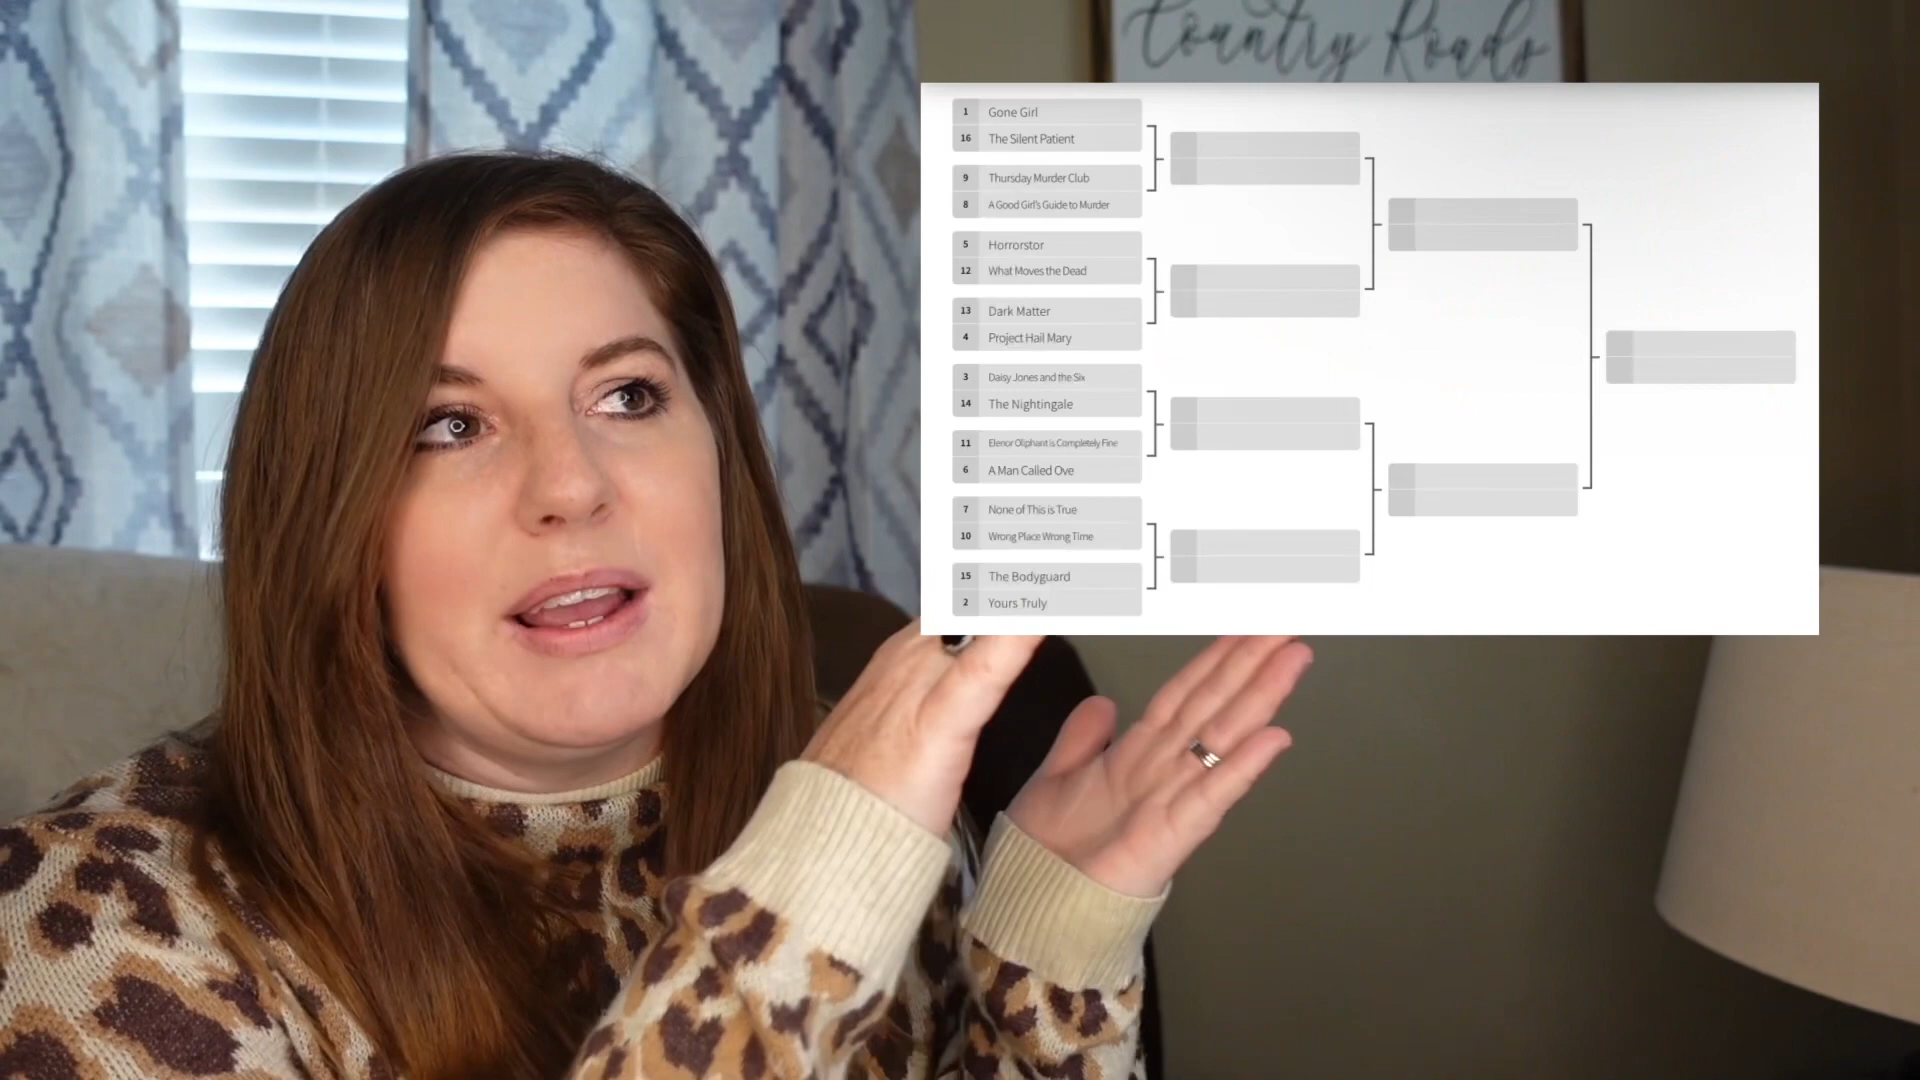 Country Roads
1 Gone Girl
16 The Silent Patient
9 Thursday Murder Club
8 A Good Girl's Guide to Murder
5 Horrorstor
12 What Moves the Dead
13 Dark Matter
4 Project Hail Mary
3 Daisy Jones and the Six
14 The Nightingale
11 Elenor Oliphant is Completely Fine
6 A Man Called Ove
7 None of This is True
10 Wrong Place Wrong Time
15 The Bodyguard
2 Yours Truly